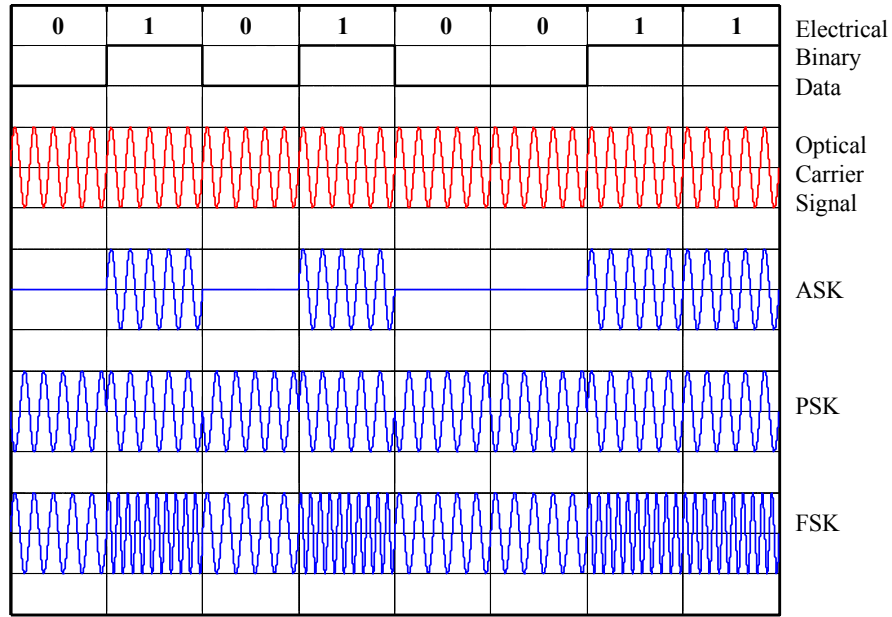 0 1 0 1 0 0 1 1
Electrical
Binary
Data
Optical
Carrier
Signal
ASK
PSK
FSK